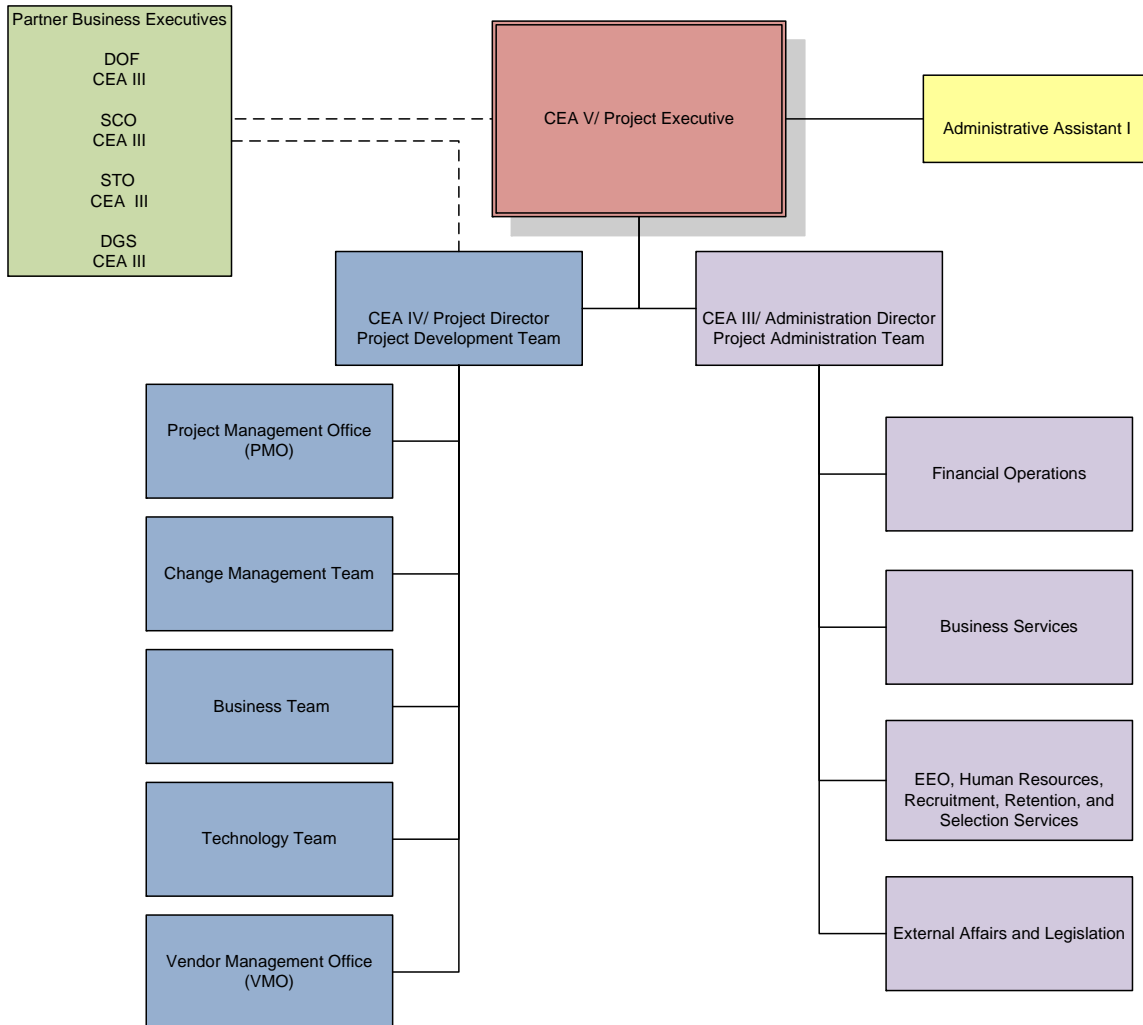 Partner Business Executives
DOF
CEA III
SCO
CEA III
STO
CEA III
DGS
CEA III
CEA V/ Project Executive
Administrative Assistant I
CEA IV/ Project Director
Project Development Team
CEA III/ Administration Director
Project Administration Team
Project Management Office
(PMO)
Change Management Team
Business Team
Technology Team
Vendor Management Office
(VMO)
Financial Operations
Business Services
EEO, Human Resources,
Recruitment, Retention, and
Selection Services
External Affairs and Legislation